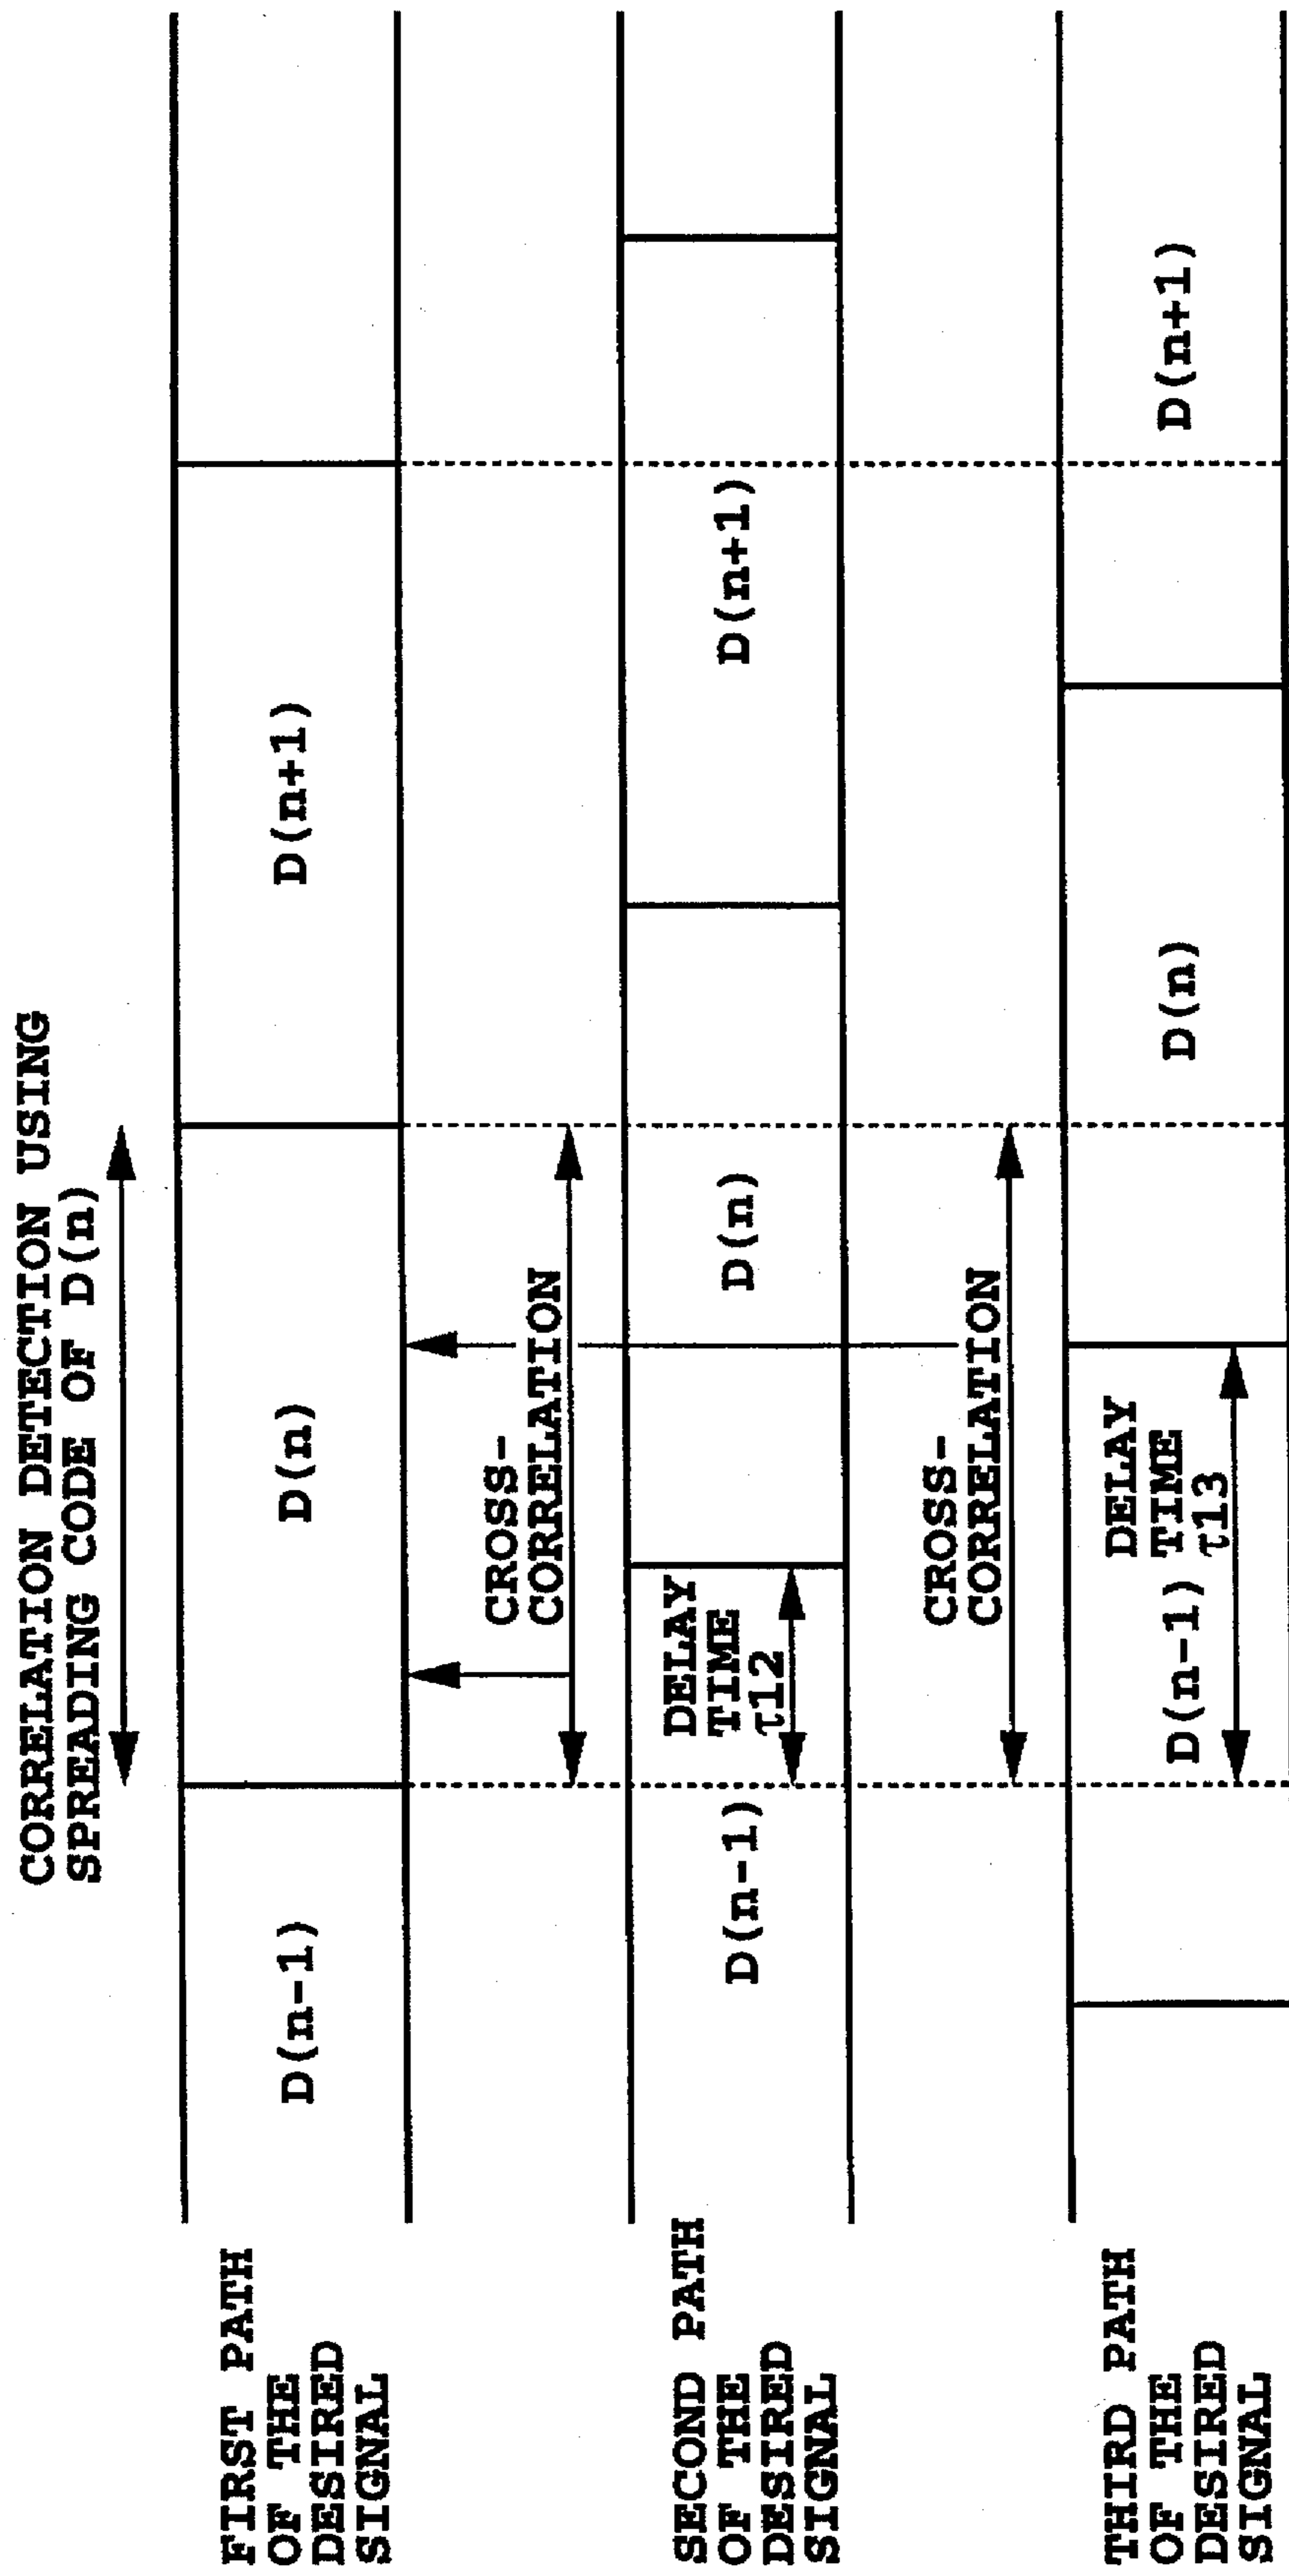 CORRELATION DETECTION USING
SPREADING CODE OF D(n)
FIRST PATH
OF THE
DESIRED
SIGNAL
D(n-1)
D(n)
D(n+1)
CROSS-
CORRELATION
SECOND PATH
OF THE
DESIRED
SIGNAL
D(n-1)
DELAY
TIME
τ12
D(n)
D(n+1)
CROSS-
CORRELATION
THIRD PATH
OF THE
DESIRED
SIGNAL
D(n-1)
DELAY
TIME
τ13
D(n)
D(n+1)